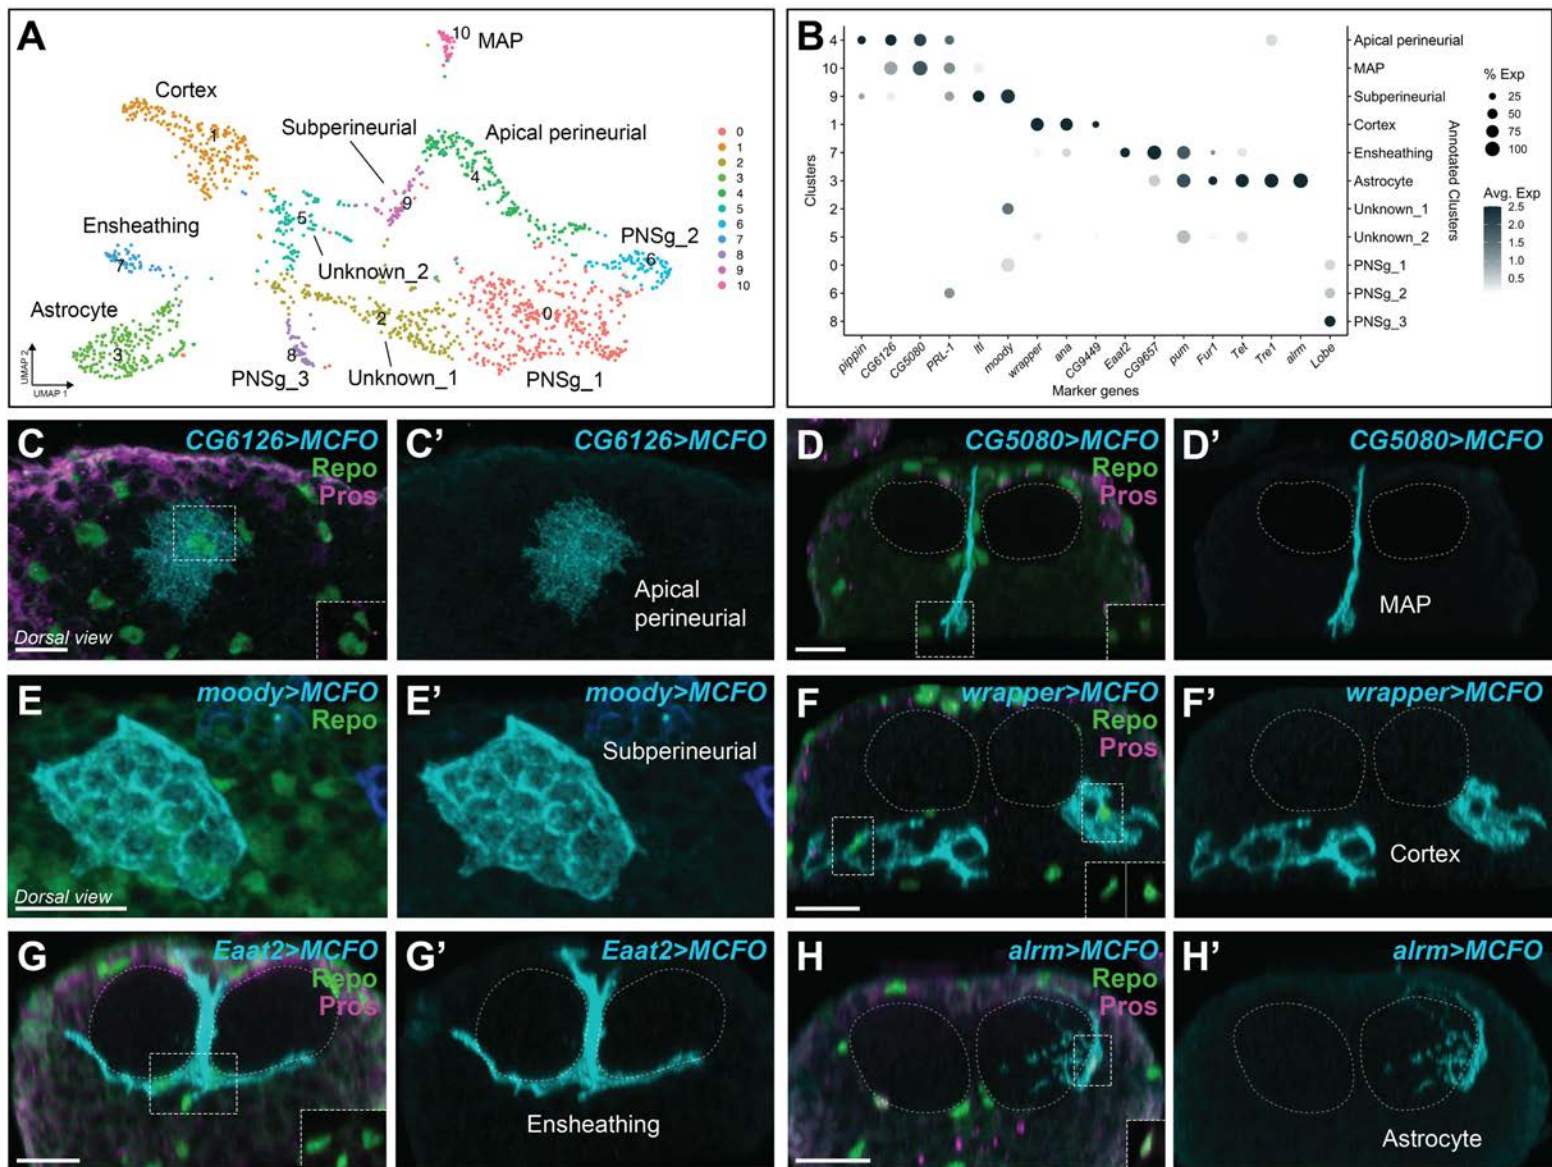 A
10 MAP
Cortex
1
Subperineurial
Apical perineurial
4
9
5
Ensheathing
7
PNSg_2
6
Unknown_2
Astrocyte
3
2
0
8
PNSg_3
Unknown_1
PNSg_1
UMAP 2
UMAP 1
0
1
2
3
4
5
6
7
8
9
10
B
4 Apical perineurial
10 MAP
9 Subperineurial
1 Cortex
7 Ensheathing
3 Astrocyte
2 Unknown_1
5 Unknown_2
0 PNSg_1
6 PNSg_2
8 PNSg_3
Clusters
Annotated Clusters
pippin CG6126 CG5080 PRL-1 ltl moody wrapper ana CG9449 Eaat2 CG9657 pum Fur1 Tet Tre1 alrm Lobe
Marker genes
% Exp
25
50
75
100
Avg. Exp
2.5
2.0
1.5
1.0
0.5
C CG6126>MCFO
Repo
Pros
Dorsal view
C' CG6126>MCFO
Apical
perineurial
D CG5080>MCFO
Repo
Pros
D' CG5080>MCFO
MAP
E moody>MCFO
Repo
Dorsal view
E' moody>MCFO
Subperineurial
F wrapper>MCFO
Repo
Pros
F' wrapper>MCFO
Cortex
G Eaat2>MCFO
Repo
Pros
G' Eaat2>MCFO
Ensheathing
H alrm>MCFO
Repo
Pros
H' alrm>MCFO
Astrocyte